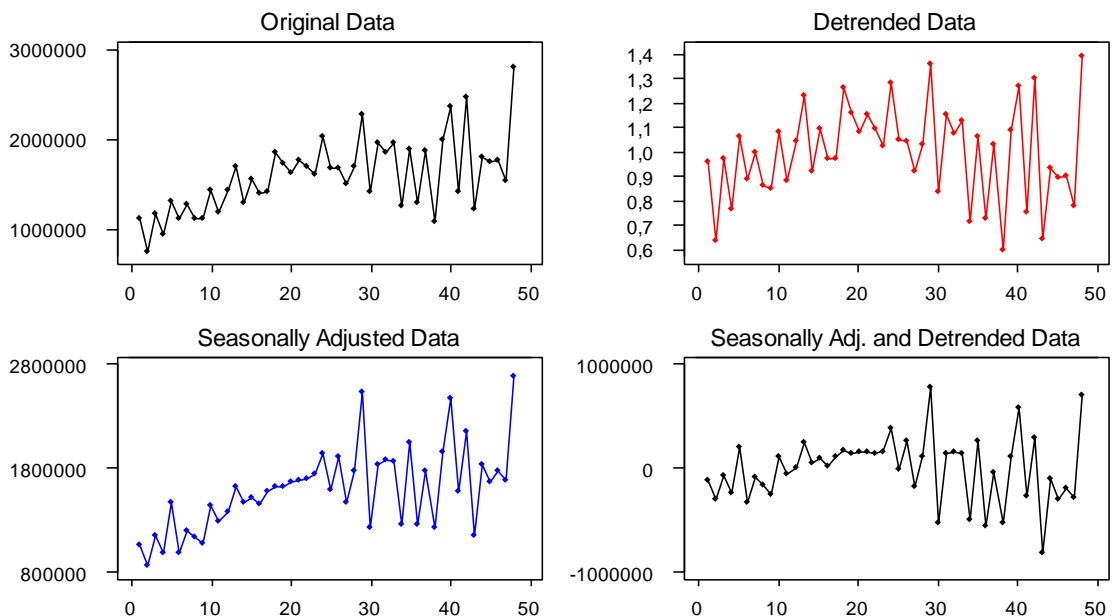 Original Data
3000000
2000000
1000000
0 10 20 30 40 50
Detrended Data
1,4
1,3
1,2
1,1
1,0
0,9
0,8
0,7
0,6
0 10 20 30 40 50
Seasonally Adjusted Data
2800000
1800000
800000
0 10 20 30 40 50
Seasonally Adj. and Detrended Data
1000000
0
-1000000
0 10 20 30 40 50